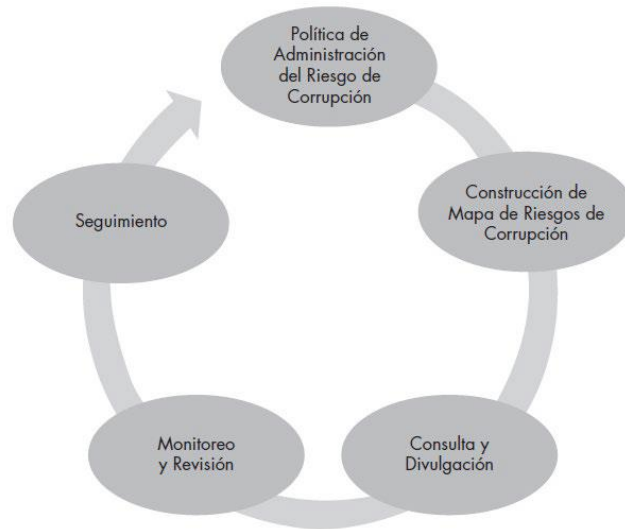 Política de
Administración
del Riesgo de
Corrupción
Construcción de
Mapa de Riesgos de
Corrupción
Consulta y
Divulgación
Monitoreo
y Revisión
Seguimiento